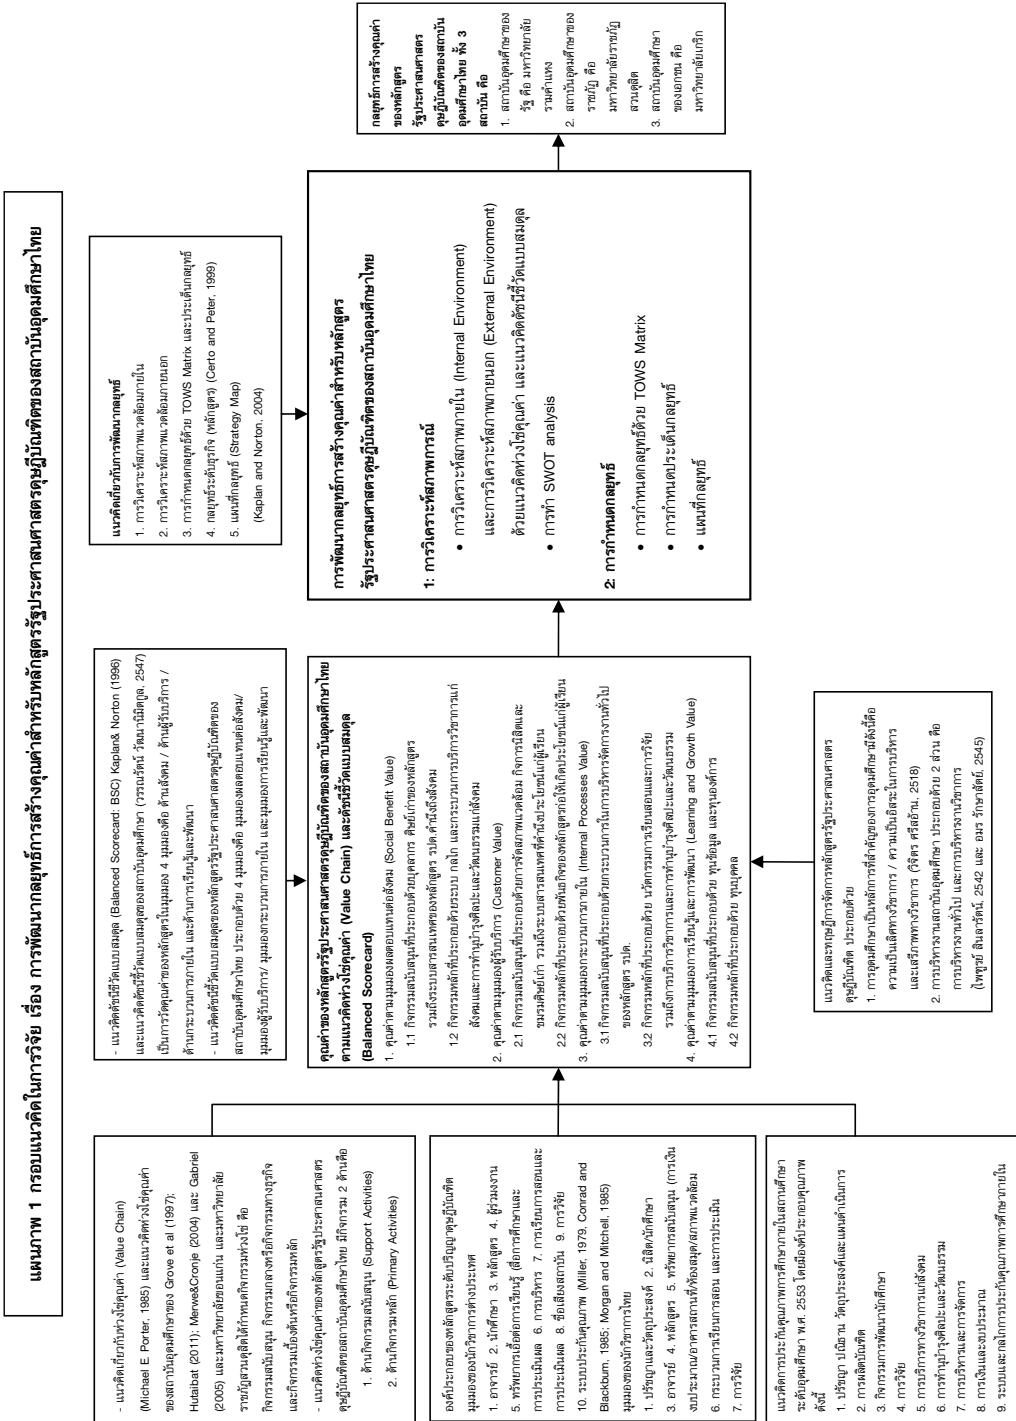 แผนภาพ 1 กรอบแนวคิดในการวิจัย เรื่อง การพัฒนากลยุทธ์การสร้างคุณค่าสำหรับหลักสูตรรัฐประศาสนศาสตรดุษฎีบัณฑิตของสถาบันอุดมศึกษาไทย
- แนวคิดเกี่ยวกับห่วงโซ่คุณค่า (Value Chain)
(Michael E Porter. 1985) และแนวคิดห่วงโซ่คุณค่า
ของสถาบันอุดมศึกษาของ Grove et al (1997):
Hutaibat (2011); Merwe&Cronje (2004) และ Gabriel
(2005) และมหาวิทยาลัยขอนแก่น และมหาวิทยาลัย
ราชภัฏสวนดุสิตได้กำหนดกิจกรรมห่วงโซ่ คือ
กิจกรรมสนับสนุน กิจกรรมกลางหรือกิจกรรมทางธุรกิจ
และกิจกรรมเบื้องต้นหรือกิจกรรมหลัก
- แนวคิดห่วงโซ่คุณค่าของหลักสูตรรัฐประศาสนศาสตร
ดุษฎีบัณฑิตของสถาบันอุดมศึกษาไทย มีกิจกรรม 2 ด้านคือ
1. ด้านกิจกรรมสนับสนุน (Support Activities)
2. ด้านกิจกรรมหลัก (Primary Activities)
องค์ประกอบของหลักสูตรระดับปริญญาดุษฎีบัณฑิต
มุมมองของนักวิชาการต่างประเทศ
1. อาจารย์ 2. นักศึกษา 3. หลักสูตร 4. ผู้ร่วมงาน
5. ทรัพยากรเอื้อต่อการเรียนรู้ (สื่อการศึกษาและ
การประเมินผล 6. การบริหาร 7. การเรียนการสอนและ
การประเมินผล 8. ชื่อเสียงสถาบัน 9. การวิจัย
10. ระบบประกันคุณภาพ (Miller. 1979, Conrad and
Blackburn. 1985: Morgan and Mitchell. 1985)
มุมมองของนักวิชาการไทย
1. ปรัชญาและวัตถุประสงค์ 2. นิสิต/นักศึกษา
3. อาจารย์ 4. หลักสูตร 5. ทรัพยากรสนับสนุน (การเงิน
งบประมาณ/อาคารสถานที่/ห้องสมุด/สภาพแวดล้อม
6. กระบวนการเรียนการสอน และการประเมิน
7. การวิจัย
แนวคิดการประกันคุณภาพการศึกษาภายในสถานศึกษา
ระดับอุดมศึกษา พ.ศ. 2553 โดยมีองค์ประกอบคุณภาพ
ดังนี้
1. ปรัชญา ปณิธาน วัตถุประสงค์และแผนดำเนินการ
2. การผลิตบัณฑิต
3. กิจกรรมการพัฒนานักศึกษา
4. การวิจัย
5. การบริการทางวิชาการแก่สังคม
6. การทำนุบำรุงศิลปะและวัฒนธรรม
7. การบริหารและการจัดการ
8. การเงินและงบประมาณ
9. ระบบและกลไกการประกันคุณภาพการศึกษาภายใน
- แนวคิดดัชนีชี้วัดแบบสมดุล (Balanced Scorecard: BSC) Kaplan& Norton (1996)
และแนวคิดดัชนีชี้วัดแบบสมดุลของสถาบันอุดมศึกษา (วรรณรัตน์ วัฒนานิมิตกูล. 2547)
เป็นการวัดคุณค่าของหลักสูตรในมุมมอง 4 มุมมองคือ ด้านสังคม / ด้านผู้รับบริการ /
ด้านกระบวนการภายใน และด้านการเรียนรู้และพัฒนา
- แนวคิดดัชนีชี้วัดแบบสมดุลของหลักสูตรรัฐประศาสนศาสตรดุษฎีบัณฑิตของ
สถาบันอุดมศึกษาไทย ประกอบด้วย 4 มุมมองคือ มุมมองผลตอบแทนต่อสังคม/
มุมมองผู้รับบริการ/ มุมมองกระบวนการภายใน และมุมมองการเรียนรู้และพัฒนา
คุณค่าของหลักสูตรรัฐประศาสนศาสตรดุษฎีบัณฑิตของสถาบันอุดมศึกษาไทย
ตามแนวคิดห่วงโซ่คุณค่า (Value Chain) และดัชนีชี้วัดแบบสมดุล
(Balanced Scorecard)
1. คุณค่าตามมุมมองผลตอบแทนต่อสังคม (Social Benefit Value)
1.1 กิจกรรมสนับสนุนที่ประกอบด้วยบุคลากร ศิษย์เก่าของหลักสูตร
รวมถึงระบบสารสนเทศของหลักสูตร รปด.คำนึงถึงสังคม
1.2 กิจกรรมหลักที่ประกอบด้วยระบบ กลไก และกระบวนการบริการวิชาการแก่
สังคมและการทำนุบำรุงศิลปะและวัฒนธรรมแก่สังคม
2. คุณค่าตามมุมมองผู้รับบริการ (Customer Value)
2.1 กิจกรรมสนับสนุนที่ประกอบด้วยการจัดสภาพแวดล้อม กิจการนิสิตและ
ชมรมศิษย์เก่า รวมถึงระบบสารสนเทศที่คำนึงถึงประโยชน์แก่ผู้เรียน
2.2 กิจกรรมหลักที่ประกอบด้วยพันธกิจของหลักสูตรก่อให้เกิดประโยชน์แก่ผู้เรียน
3. คุณค่าตามมุมมองกระบวนการภายใน (Internal Processes Value)
3.1 กิจกรรมสนับสนุนที่ประกอบด้วยกระบวนการในการบริหารจัดการงานทั่วไป
ของหลักสูตร รปด.
3.2 กิจกรรมหลักที่ประกอบด้วย นวัตกรรมการเรียนการสอนและการวิจัย
รวมถึงการบริการวิชาการและการทำนุบำรุงศิลปะและวัฒนธรรม
4. คุณค่าตามมุมมองการเรียนรู้และการพัฒนา (Learning and Growth Value)
4.1 กิจกรรมสนับสนุนที่ประกอบด้วย ทุนข้อมูล และทุนองค์การ
4.2 กิจกรรมหลักที่ประกอบด้วย ทุนบุคคล
แนวคิดและทฤษฎีการจัดการหลักสูตรรัฐประศาสนศาสตร
ดุษฎีบัณฑิต ประกอบด้วย
1. การอุดมศึกษาเป็นหลักการที่สำคัญของการอุดมศึกษามีดังนี้คือ
ความเป็นเลิศทางวิชาการ / ความเป็นอิสระในการบริหาร
และเสรีภาพทางวิชาการ (วิจิตร ศรีสอ้าน. 2518)
2. การบริหารงานสถาบันอุดมศึกษา ประกอบด้วย 2 ส่วน คือ
การบริหารงานทั่วไป และการบริหารงานวิชาการ
(ไพฑูรย์ สินลารัตน์. 2542 และ อมร รักษาสัตย์. 2545)
แนวคิดเกี่ยวกับการพัฒนากลยุทธ์
1. การวิเคราะห์สภาพแวดล้อมภายใน
2. การวิเคราะห์สภาพแวดล้อมภายนอก
3. การกำหนดกลยุทธ์ด้วย TOWS Matrix และประเด็นกลยุทธ์
4. กลยุทธ์ระดับธุรกิจ (หลักสูตร) (Certo and Peter. 1999)
5. แผนที่กลยุทธ์ (Strategy Map)
(Kaplan and Norton. 2004)
การพัฒนากลยุทธ์การสร้างคุณค่าสำหรับหลักสูตร
รัฐประศาสนศาสตรดุษฎีบัณฑิตของสถาบันอุดมศึกษาไทย
1: การวิเคราะห์สภาพการณ์
• การวิเคราะห์สภาพภายใน (Internal Environment)
และการวิเคราะห์สภาพภายนอก (External Environment)
ด้วยแนวคิดห่วงโซ่คุณค่า และแนวคิดดัชนีชี้วัดแบบสมดุล
• การทำ SWOT analysis
2: การกำหนดกลยุทธ์
• การกำหนดกลยุทธ์ด้วย TOWS Matrix
• การกำหนดประเด็นกลยุทธ์
• แผนที่กลยุทธ์
กลยุทธ์การสร้างคุณค่า
ของหลักสูตร
รัฐประศาสนศาสตร
ดุษฎีบัณฑิตของสถาบัน
อุดมศึกษาไทย ทั้ง 3
สถาบัน คือ
1. สถาบันอุดมศึกษาของ
รัฐ คือ มหาวิทยาลัย
รามคำแหง
2. สถาบันอุดมศึกษาของ
ราชภัฏ คือ
มหาวิทยาลัยราชภัฏ
สวนดุสิต
3. สถาบันอุดมศึกษา
ของเอกชน คือ
มหาวิทยาลัยเกริก